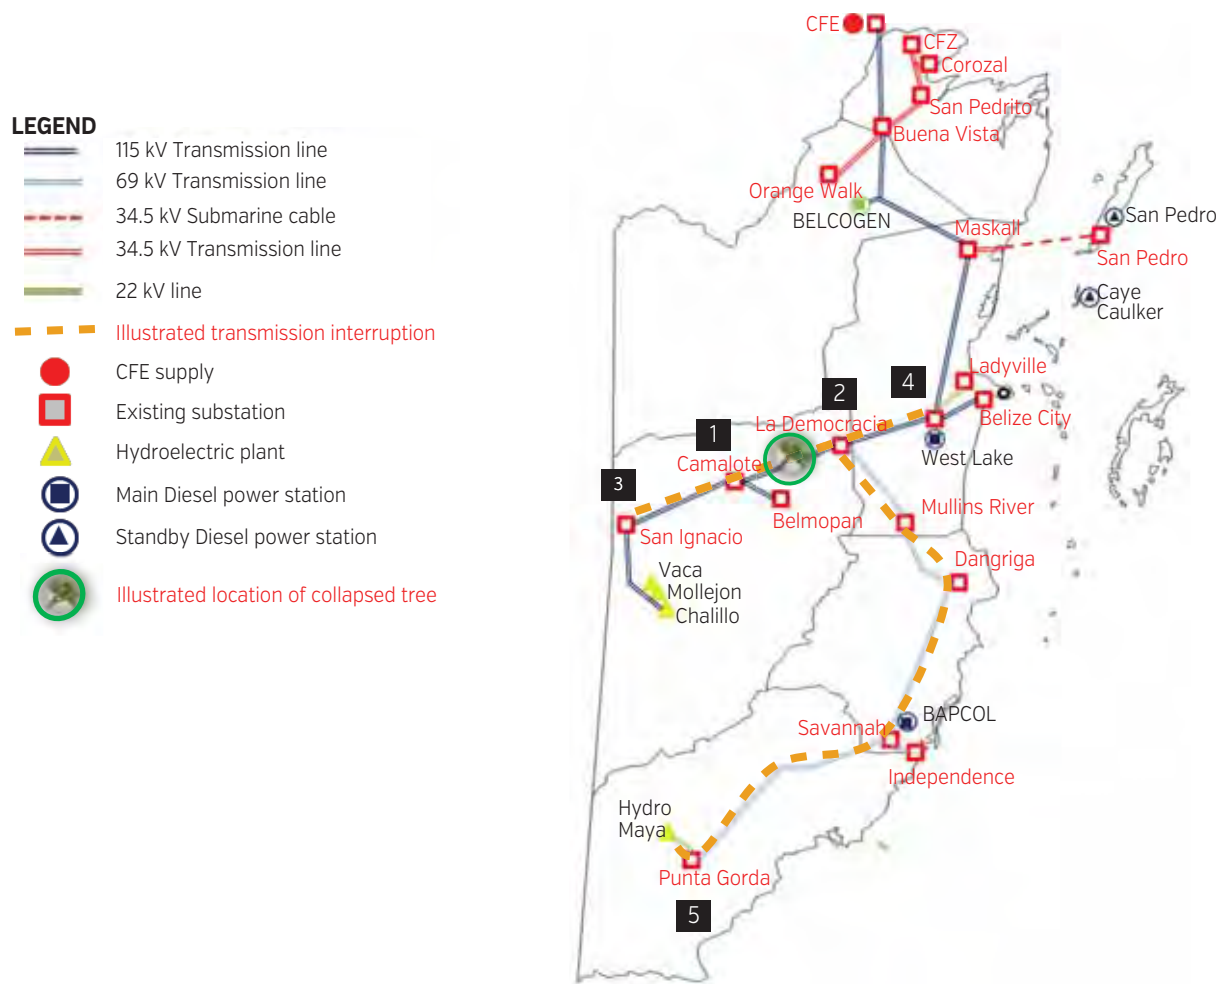 LEGEND
115 kV Transmission line
69 kV Transmission line
34.5 kV Submarine cable
34.5 kV Transmission line
22 kV line
Illustrated transmission interruption
CFE supply
Existing substation
Hydroelectric plant
Main Diesel power station
Standby Diesel power station
Illustrated location of collapsed tree
CFE
CFZ
Corozal
San Pedrito
Buena Vista
Orange Walk
BELCOGEN
Maskall
San Pedro
San Pedro
Caye
Caulker
Ladyville
4
2
Belize City
La Democracia
1
West Lake
Camalote
3
Belmopan
Mullins River
San Ignacio
Dangriga
Vaca
Mollejon
Chalillo
BAPCOL
Savannah
Independence
Hydro
Maya
Punta Gorda
5